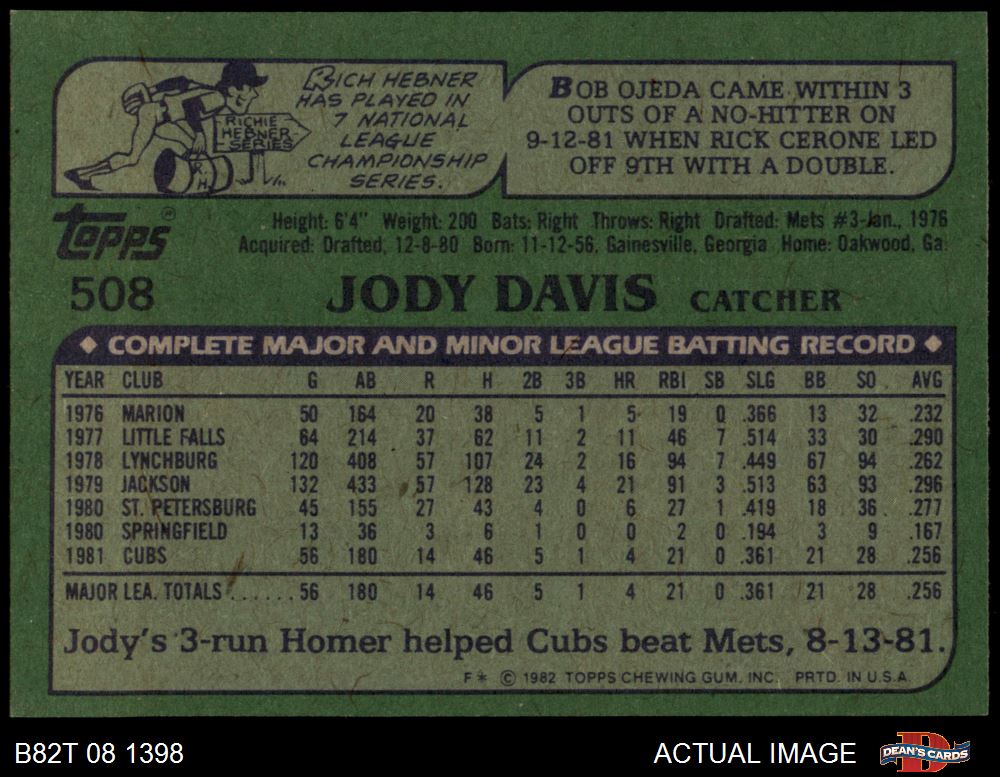 RICH HEBNER
HAS PLAYED IN
7 NATIONAL
LEAGUE
CHAMPIONSHIP
SERIES.
RICHIE
HEBNER
SERIES
R.H.
BOB OJEDA CAME WITHIN 3
OUTS OF A NO-HITTER ON
9-12-81 WHEN RICK CERONE LED
OFF 9TH WITH A DOUBLE.
Topps ®
Height: 6'4" Weight: 200 Bats: Right Throws: Right Drafted: Mets #3-Jan., 1976
Acquired: Drafted, 12-8-80 Born: 11-12-56, Gainesville, Georgia Home: Oakwood, Ga.
508 JODY DAVIS CATCHER
◆ COMPLETE MAJOR AND MINOR LEAGUE BATTING RECORD ◆
YEAR CLUB G AB R H 2B 3B HR RBI SB SLG BB SO AVG
1976 MARION 50 164 20 38 5 1 5 19 0 .366 13 32 .232
1977 LITTLE FALLS 64 214 37 62 11 2 11 46 7 .514 33 30 .290
1978 LYNCHBURG 120 408 57 107 24 2 16 94 7 .449 67 94 .262
1979 JACKSON 132 433 57 128 23 4 21 91 3 .513 63 93 .296
1980 ST. PETERSBURG 45 155 27 43 4 0 6 27 1 .419 18 36 .277
1980 SPRINGFIELD 13 36 3 6 1 0 0 2 0 .194 3 9 .167
1981 CUBS 56 180 14 46 5 1 4 21 0 .361 21 28 .256
MAJOR LEA. TOTALS ...... 56 180 14 46 5 1 4 21 0 .361 21 28 .256
Jody's 3-run Homer helped Cubs beat Mets, 8-13-81.
F* © 1982 TOPPS CHEWING GUM. INC. PRTD. IN U.S.A.
B82T 08 1398 ACTUAL IMAGE D DEAN'S CARDS